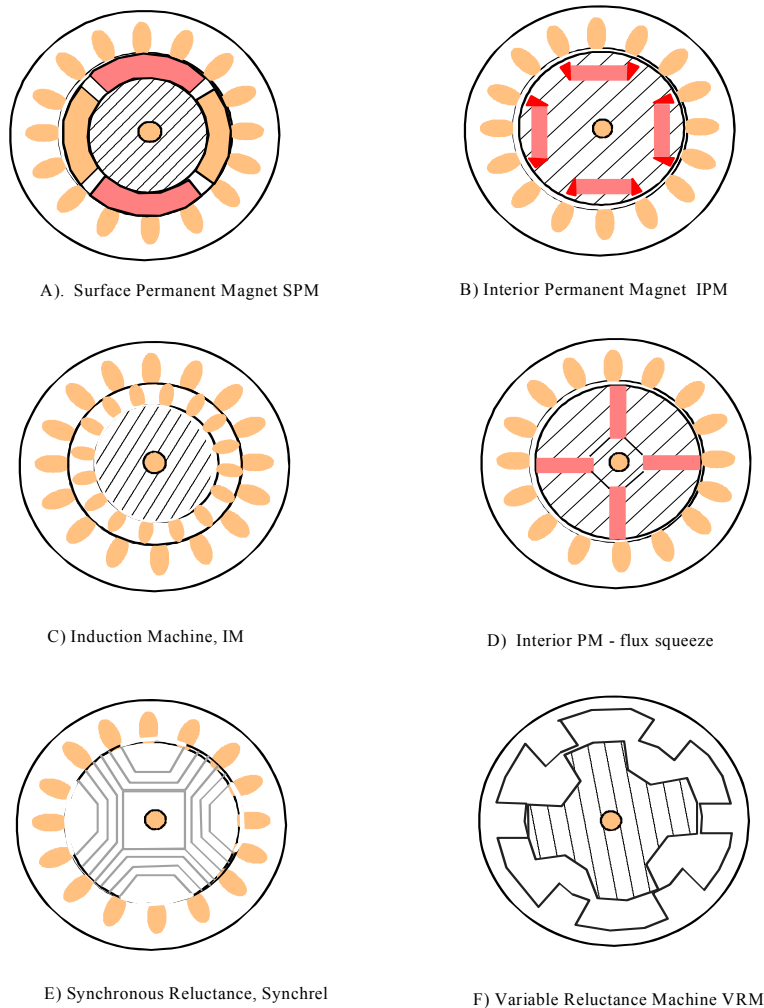 A). Surface Permanent Magnet SPM
B) Interior Permanent Magnet IPM
C) Induction Machine, IM
D) Interior PM - flux squeeze
E) Synchronous Reluctance, Synchrel
F) Variable Reluctance Machine VRM